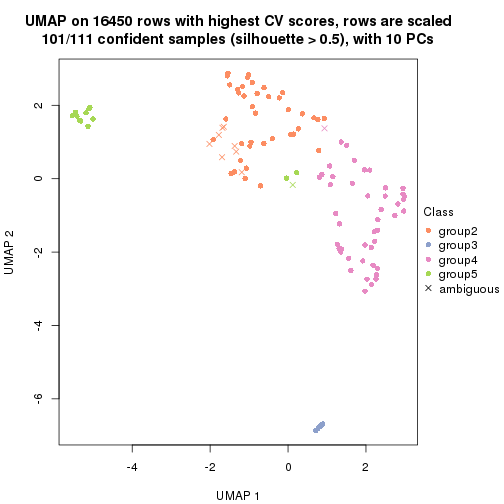 UMAP on 16450 rows with highest CV scores, rows are scaled
101/111 confident samples (silhouette > 0.5), with 10 PCs
2
0
-2
-4
-6
UMAP 2
-4
-2
0
2
UMAP 1
Class
group2
group3
group4
group5
ambiguous